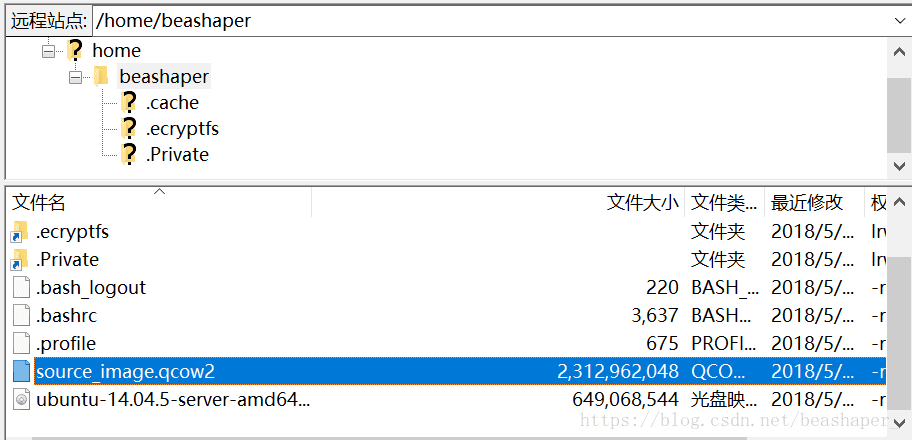 远程站点: /home/beashaper
home
beashaper
.cache
.ecryptfs
.Private
文件名 文件大小 文件类... 最近修改 权
.ecryptfs 文件夹 2018/5/... lrw
.Private 文件夹 2018/5/... lrw
.bash_logout 220 BASH_... 2018/5/... -r
.bashrc 3,637 BASH... 2018/5/... -r
.profile 675 PROFI... 2018/5/... -r
source_image.qcow2 2,312,962,048 QCO... 2018/5/... -r
ubuntu-14.04.5-server-amd64... 649,068,544 光盘映... 2018/5/... -r
https://blog.csdn.net/beashaper_